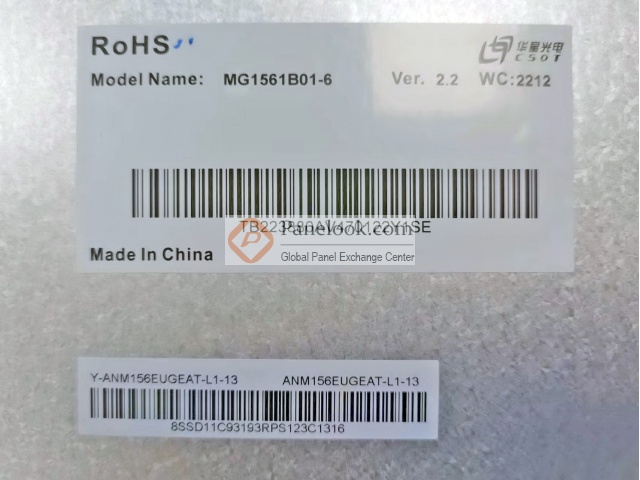 RoHS
华星光电
CSOT
Model Name: MG1561B01-6 Ver. 2.2 WC:2212
Panelook.com
Global Panel Exchange Center
Made In China
Y-ANM156EUGEAT-L1-13 ANM156EUGEAT-L1-13
8SSD11C93193RPS123C1316